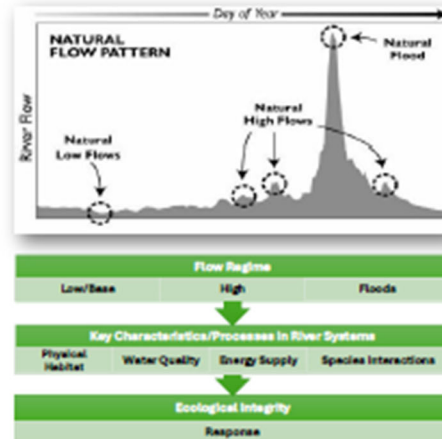 Day of Year
NATURAL
FLOW PATTERN
Natural
Flood
Natural
High Flows
Natural
Low Flows
River Flow
Flow Regime
Low/Base High Floods
Key Characteristics/Processes in River Systems
Physical
Habitat Water Quality Energy Supply Species Interactions
Ecological Integrity
Response